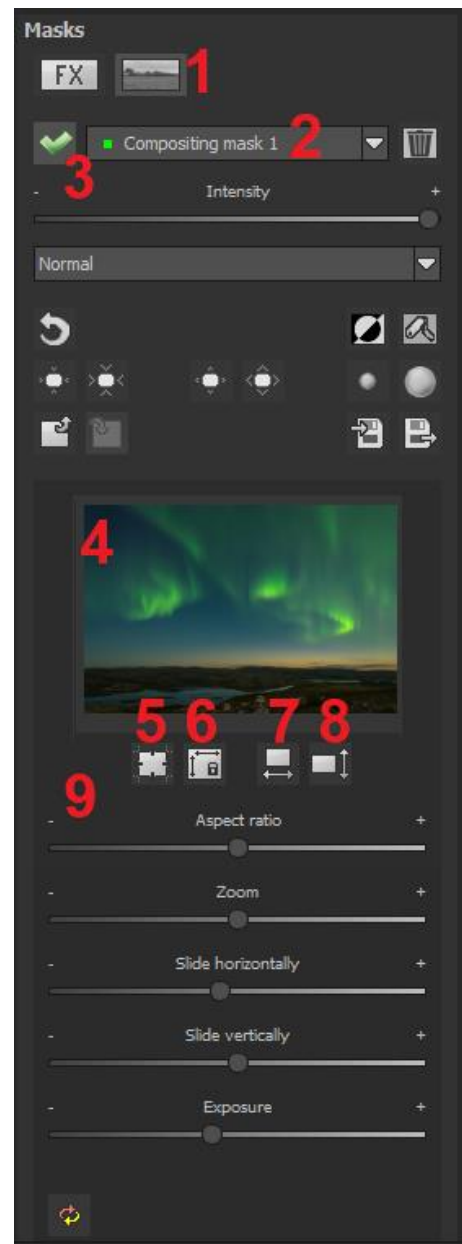 Masks
FX 1
Compositing mask 1 2
3
- Intensity +
Normal
4
5 6 7 8
9
- Aspect ratio +
- Zoom +
- Slide horizontally +
- Slide vertically +
- Exposure +